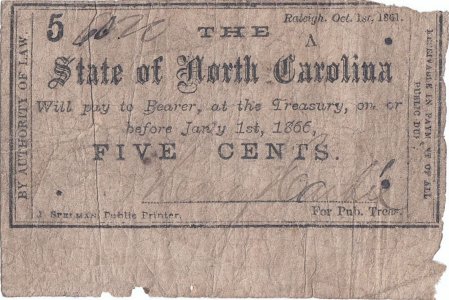 5
Raleigh. Oct. 1st, 1861.
THE A
State of North Carolina
Will pay to Bearer, at the Treasury, on or
before Jan'y 1st, 1866,
FIVE CENTS.
J. SPELMAN, Public Printer. For Pub. Treas.
BY AUTHORITY OF LAW.
IN PAYMENT OF ALL
PUBLIC